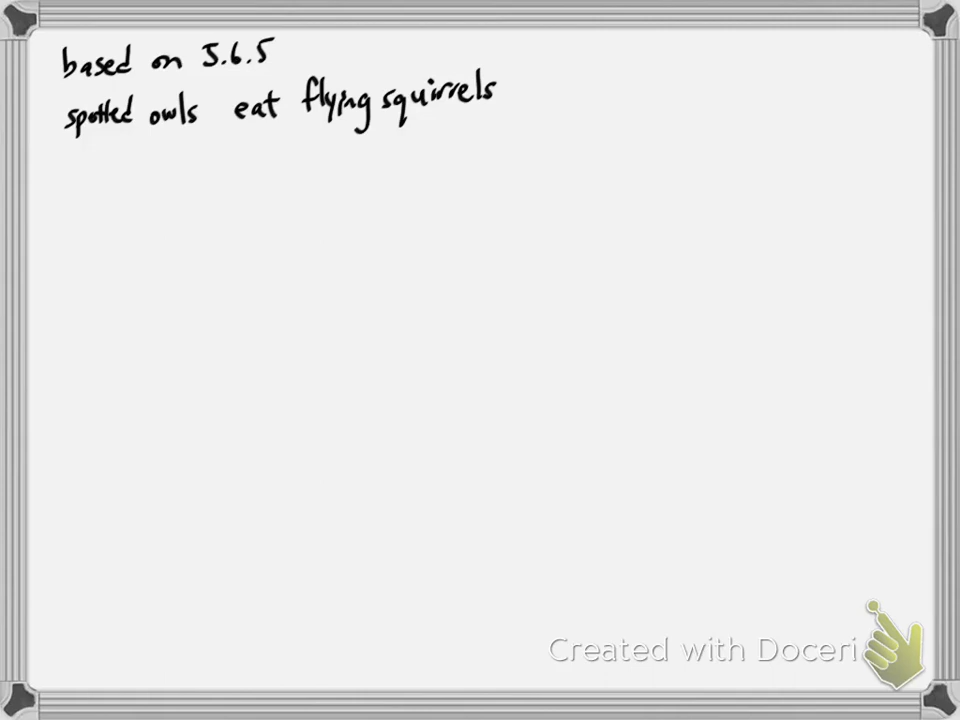 based on 5.6.5
spotted owls eat flying squirrels
Created with Doceri